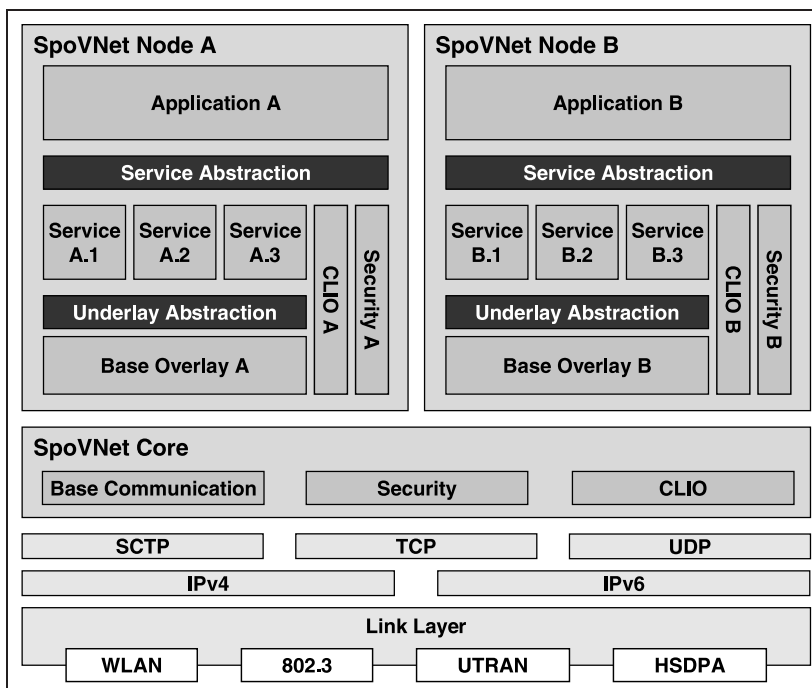 SpoVNet Node A
Application A
Service Abstraction
Service A.1
Service A.2
Service A.3
CLIO A
Security A
Underlay Abstraction
Base Overlay A
SpoVNet Node B
Application B
Service Abstraction
Service B.1
Service B.2
Service B.3
CLIO B
Security B
Underlay Abstraction
Base Overlay B
SpoVNet Core
Base Communication
Security
CLIO
SCTP
TCP
UDP
IPv4
IPv6
Link Layer
WLAN
802.3
UTRAN
HSDPA